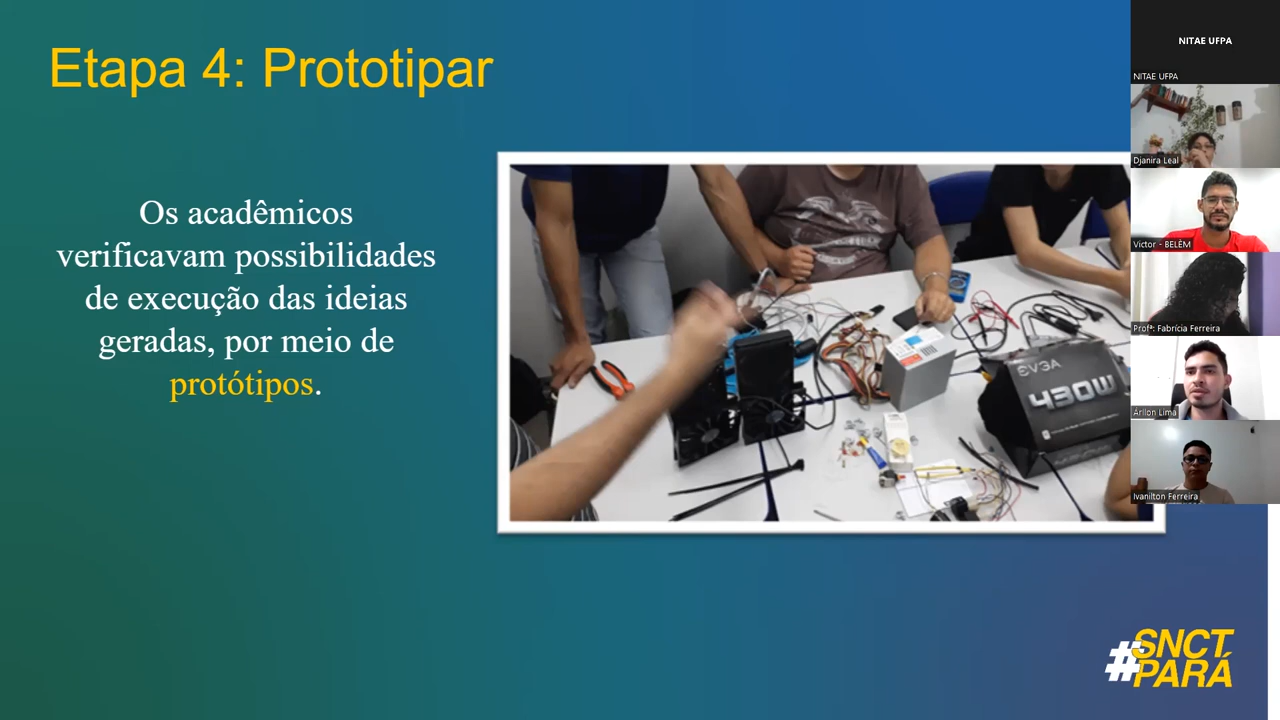 Etapa 4: Prototipar
Os acadêmicos
verificavam possibilidades
de execução das ideias
geradas, por meio de
protótipos.
EVGA
430W
#SNCT
PARÁ
NITAE UFPA
NITAE UFPA
Djanira Leal
Victor - BELÉM
Profª: Fabrícia Ferreira
Árllon Lima
Ivanilton Ferreira